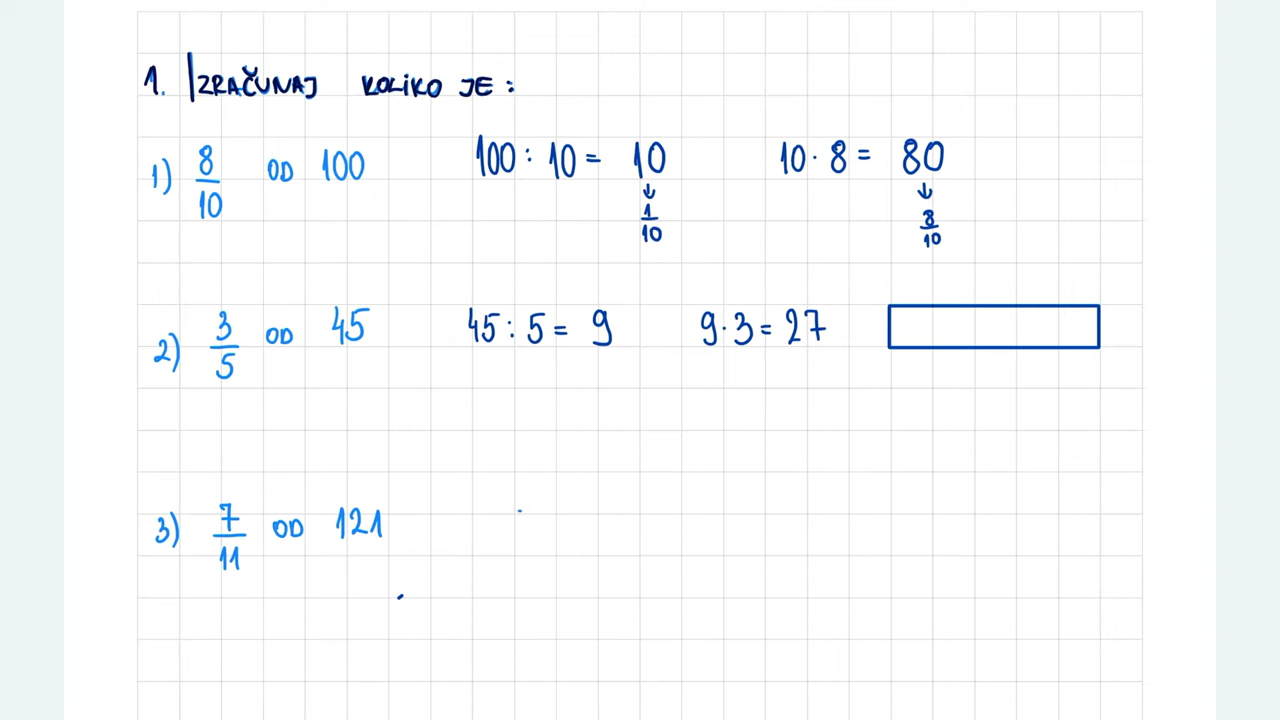 1. IZRAČUNAJ KOLIKO JE :
1) 8/10 OD 100 100 : 10 = 10 10 · 8 = 80
↓ 1/10 ↓ 8/10
2) 3/5 OD 45 45 : 5 = 9 9 · 3 = 27
3) 7/11 OD 121